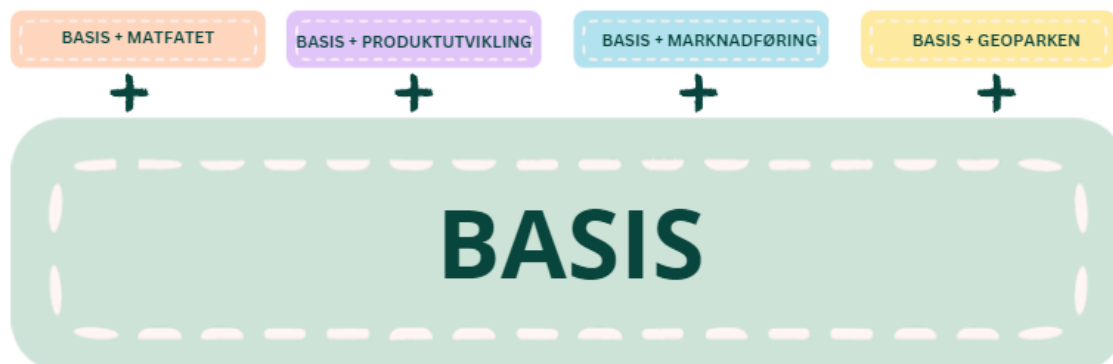 BASIS + MATFATET
BASIS + PRODUKTUTVIKLING
BASIS + MARKNADFØRING
BASIS + GEOPARKEN
+ + + +
BASIS